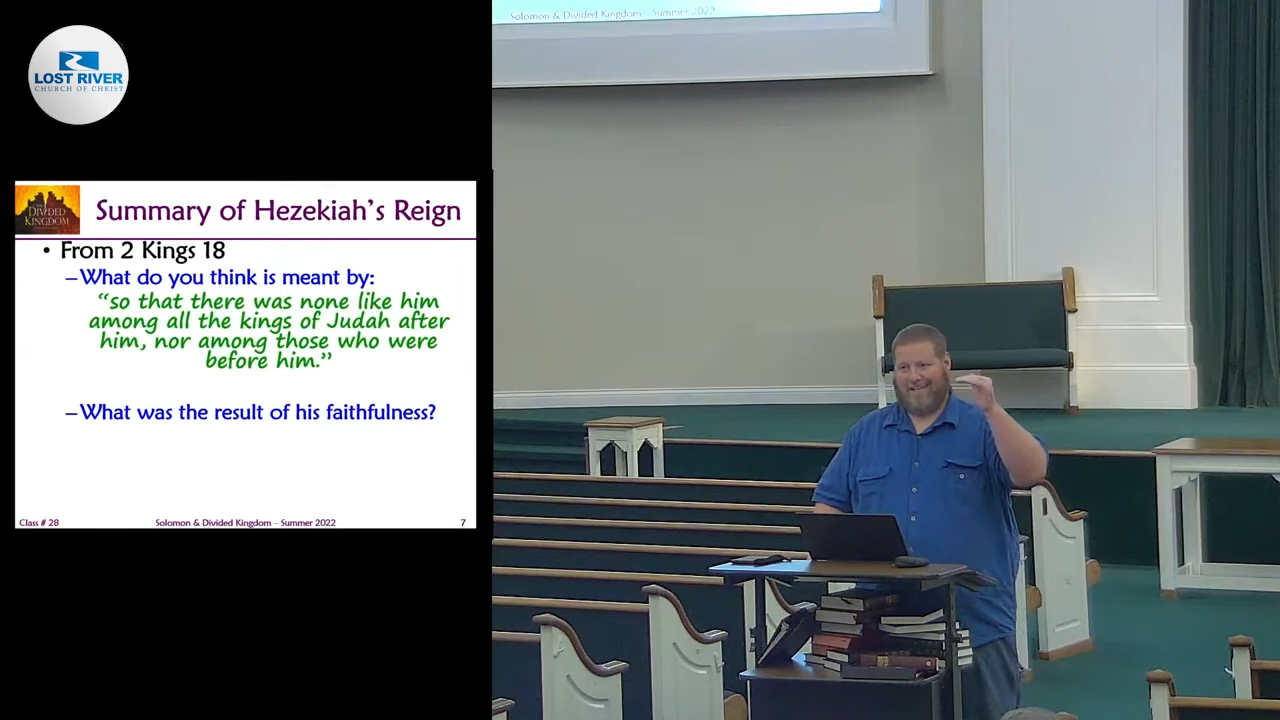 Solomon & Divided Kingdom – Summer 2022
LOST RIVER
CHURCH OF CHRIST
THE
DIVIDED
KINGDOM
Summary of Hezekiah's Reign
• From 2 Kings 18
–What do you think is meant by:
"so that there was none like him
among all the kings of Judah after
him, nor among those who were
before him."
–What was the result of his faithfulness?
Class # 28
Solomon & Divided Kingdom – Summer 2022
7